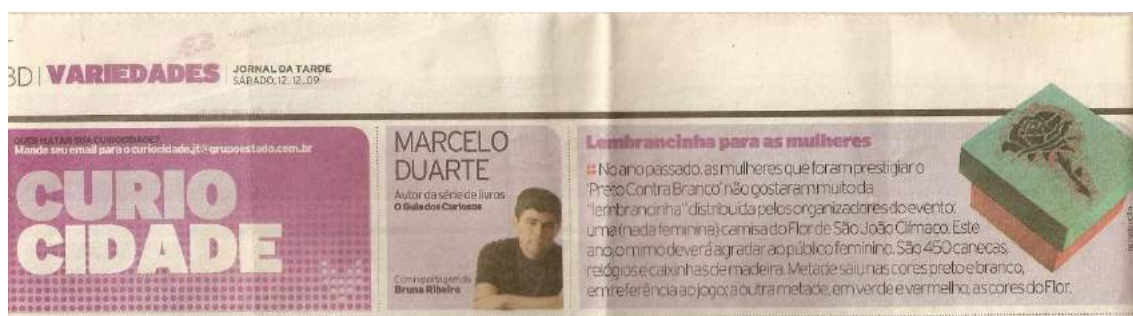 3D | VARIEDADES
JORNAL DA TARDE
SÁBADO, 12.12.09
QUER MATAR SUA CURIOCIDADE?
Mande seu email para o curiocidade.jt@grupoestado.com.br
CURIO
CIDADE
MARCELO
DUARTE
Autor da série de livros
O Guia dos Curiosos
Com reportagem de
Bruna Ribeiro
Lembrancinha para as mulheres
No ano passado, as mulheres que foram prestigiar o
'Preto Contra Branco' não gostaram muito da
“lembrancinha” distribuída pelos organizadores do evento:
uma (nada feminina) camisa do Flor de São João Clímaco. Este
ano, o mimo deverá agradar ao público feminino. São 450 canecas,
relógios e caixinhas de madeira. Metade saiu nas cores preto e branco,
em referência ao jogo; a outra metade, em verde e vermelho, as cores do Flor.